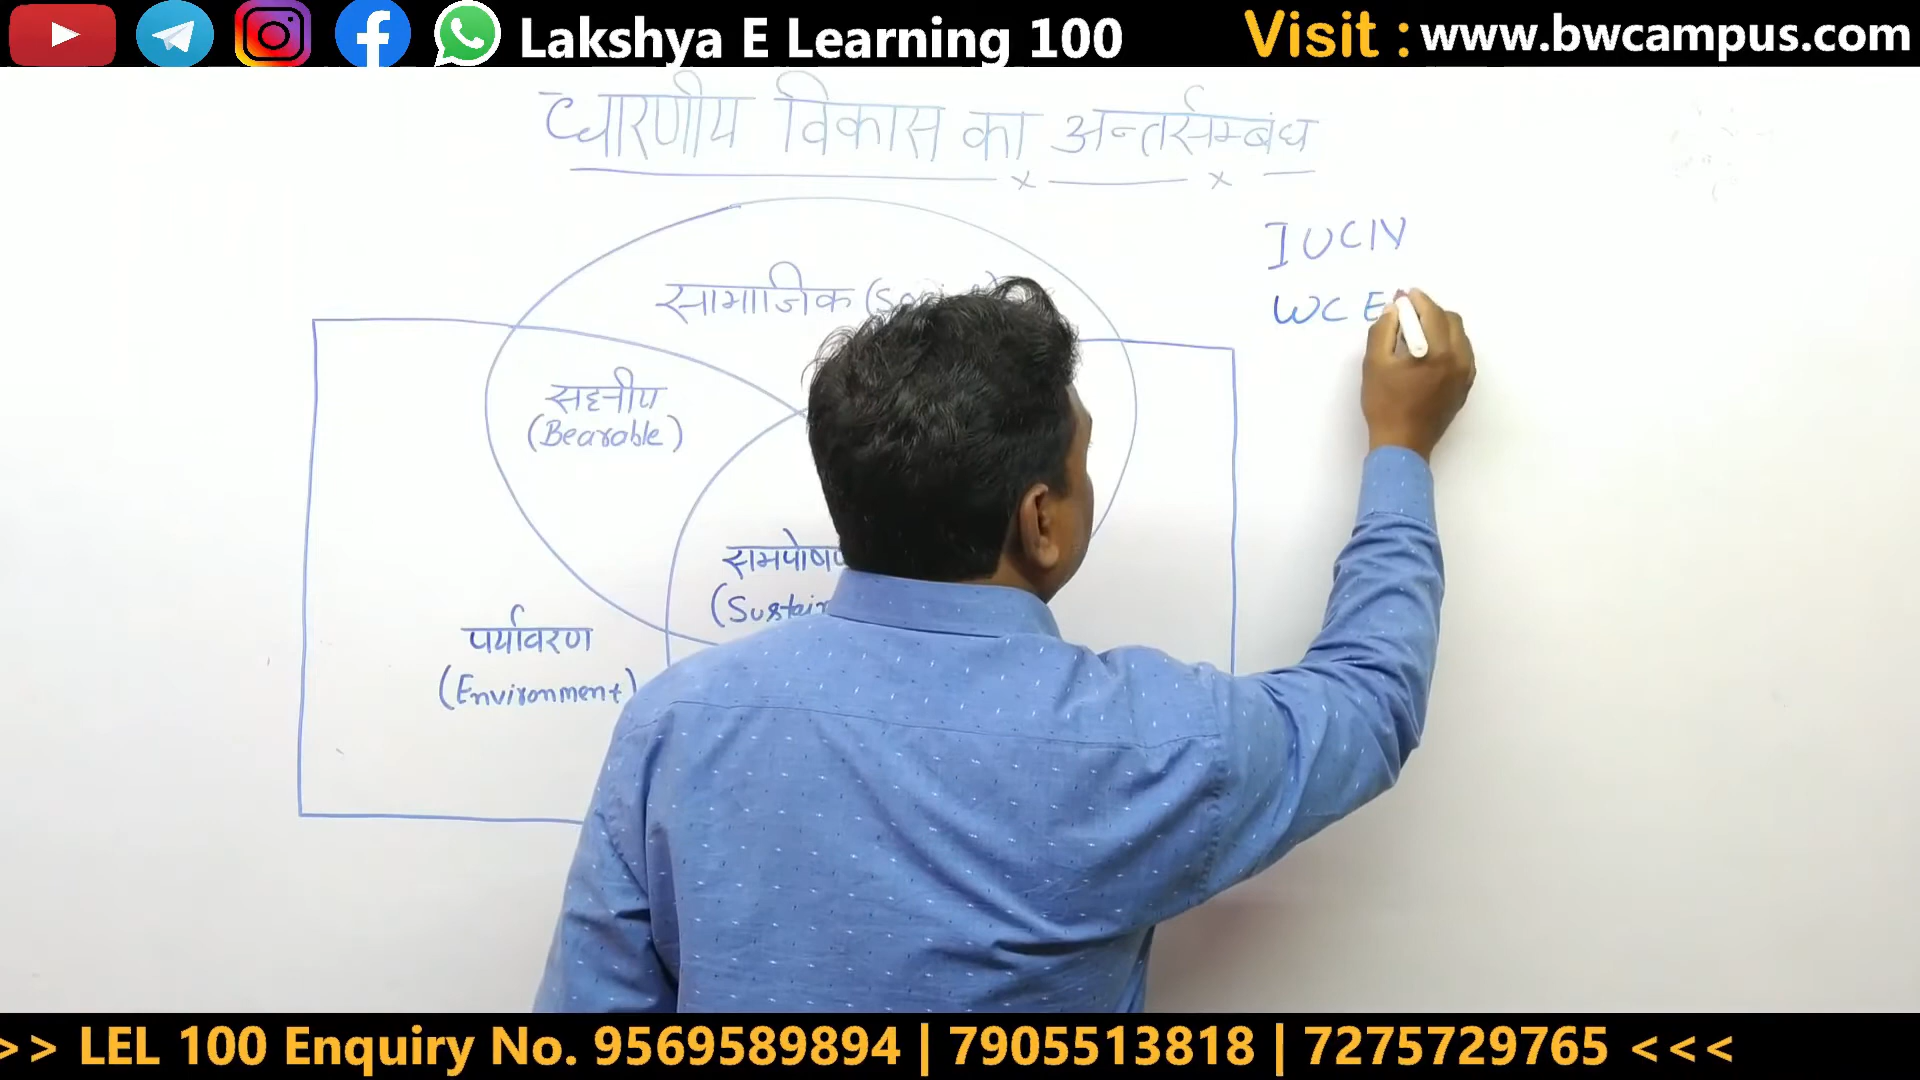 Lakshya E Learning 100
Visit : www.bwcampus.com
धारणीय विकास का अन्तर्सम्बंध
IUCN
सामाजिक
WCE
सहनीय
(Bearable)
पर्यावरण
(Environment)
>> LEL 100 Enquiry No. 9569589894 | 7905513818 | 7275729765 <<<